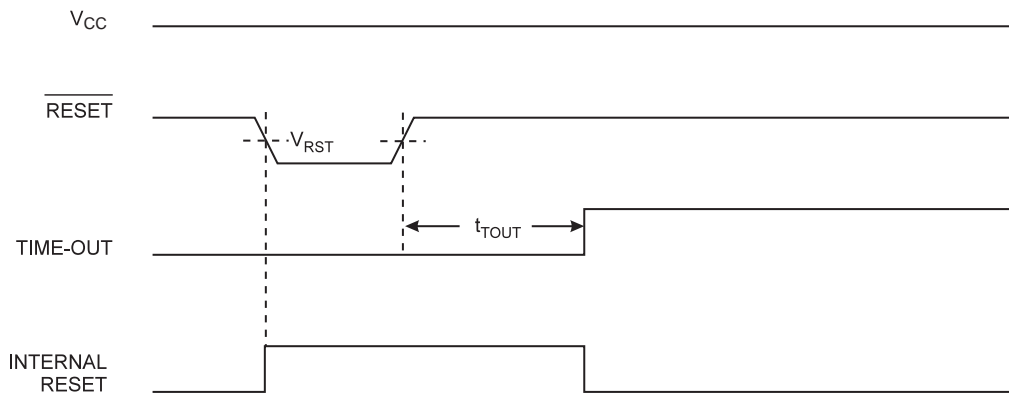 VCC
RESET
VRST
tTOUT
TIME-OUT
INTERNAL
RESET